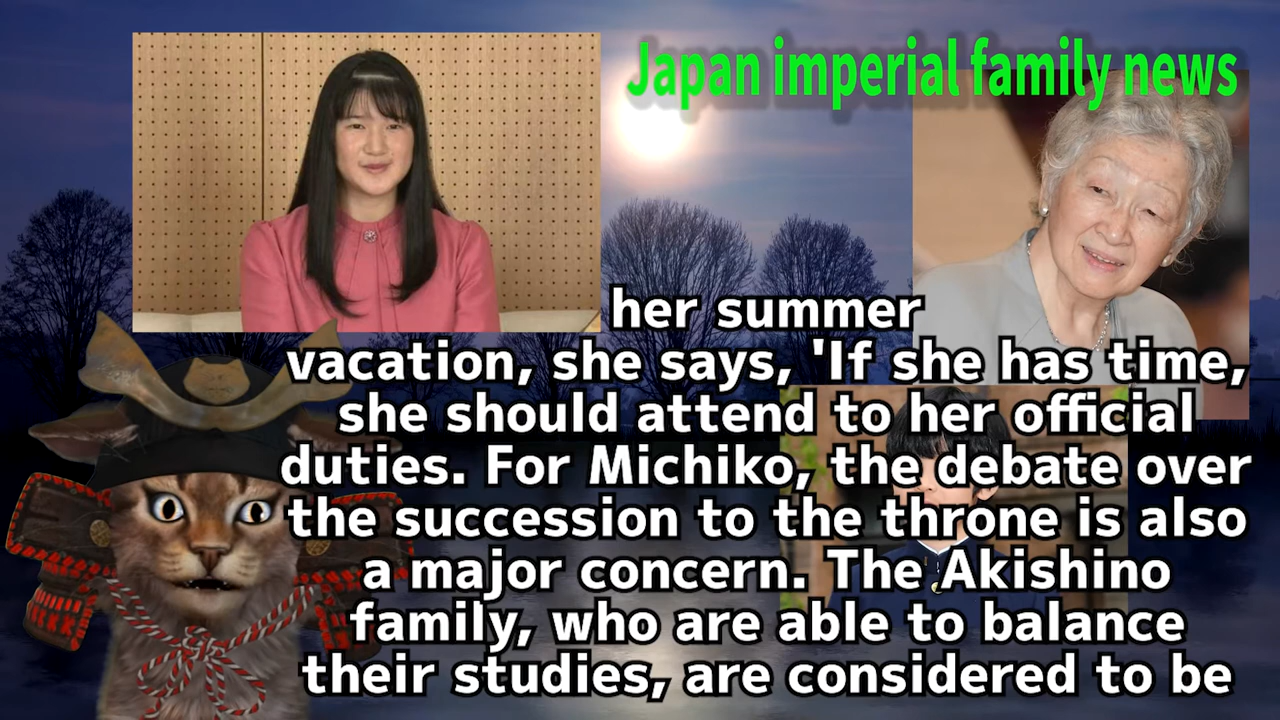 Japan imperial family news
her summer
vacation, she says, 'If she has time,
she should attend to her official
duties. For Michiko, the debate over
the succession to the throne is also
a major concern. The Akishino
family, who are able to balance
their studies, are considered to be